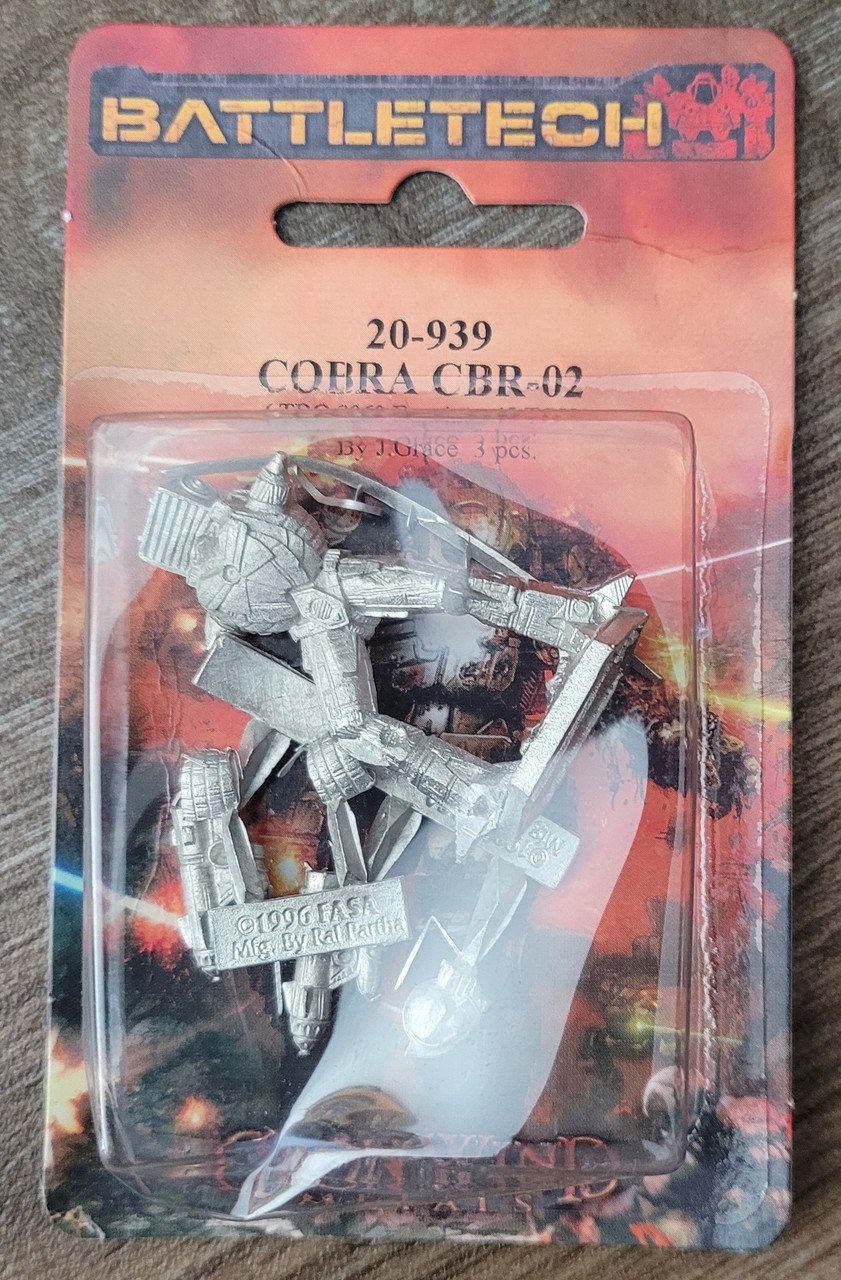 BATTLETECH
20-939
COBRA CBR-02
By J.Grace 3 pcs.
©1996 FASA
Mfg. By Ral Partha